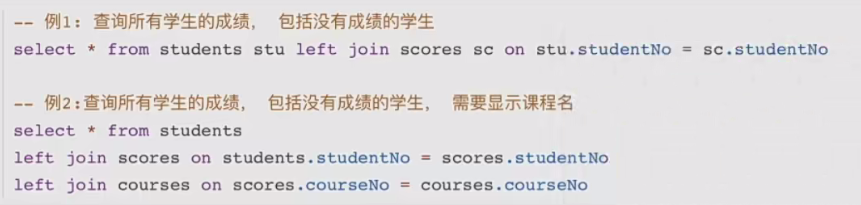 -- 例1: 查询所有学生的成绩, 包括没有成绩的学生
select * from students stu left join scores sc on stu.studentNo = sc.studentNo
-- 例2:查询所有学生的成绩, 包括没有成绩的学生, 需要显示课程名
select * from students
left join scores on students.studentNo = scores.studentNo
left join courses on scores.courseNo = courses.courseNo